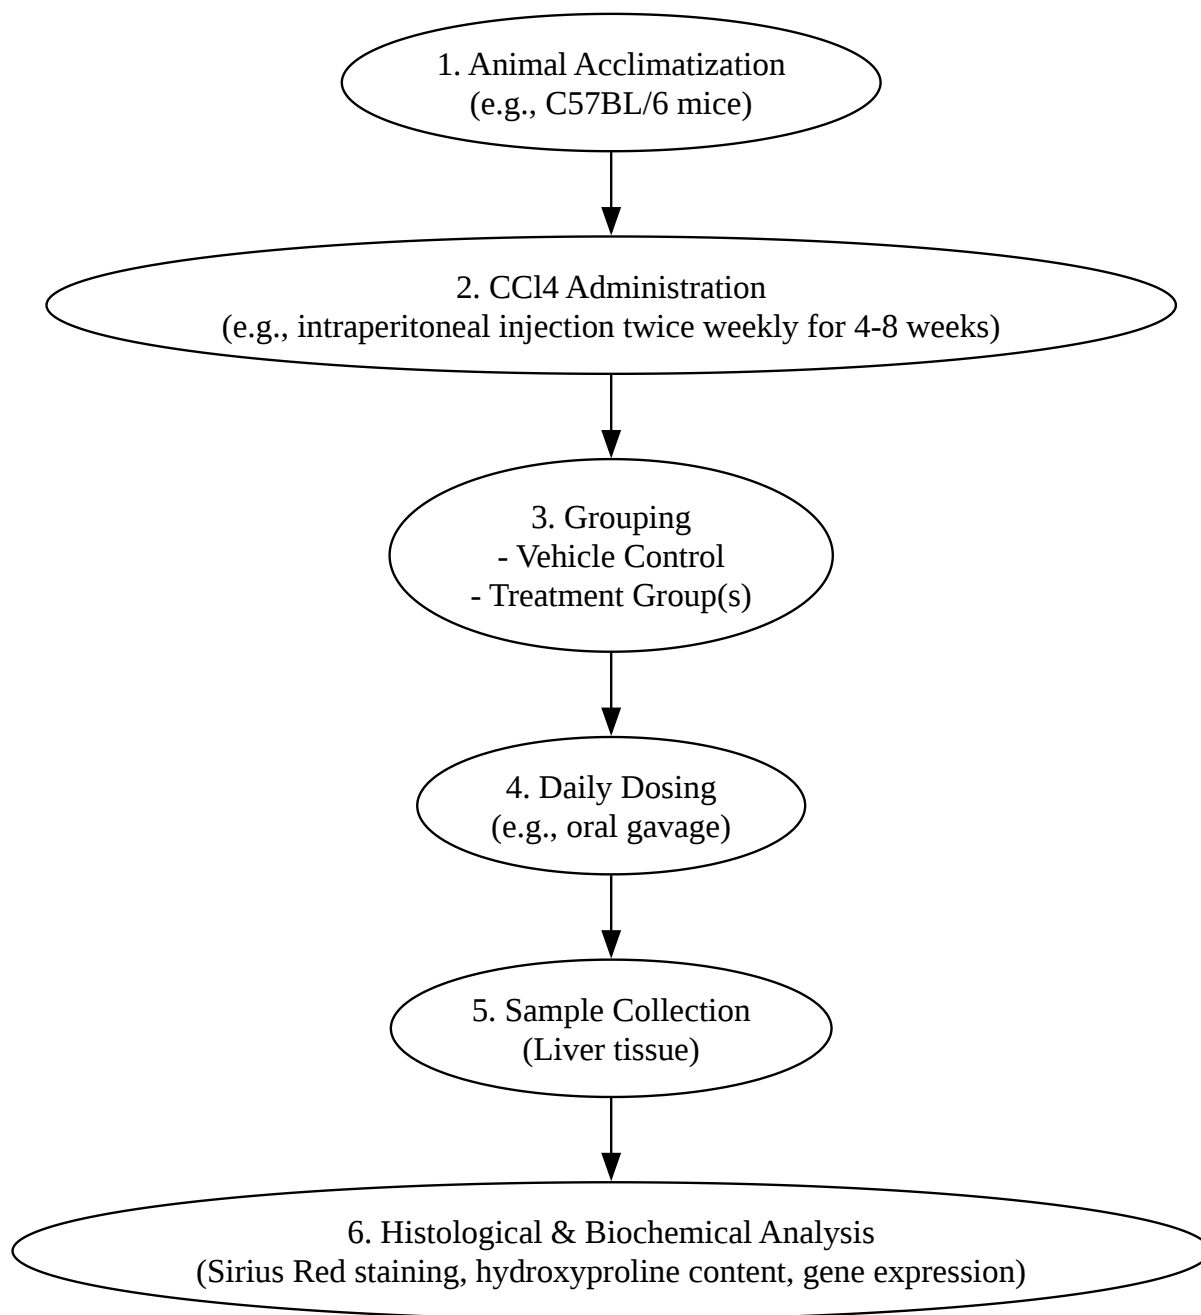 1. Animal Acclimatization
(e.g., C57BL/6 mice)
2. CCl4 Administration
(e.g., intraperitoneal injection twice weekly for 4-8 weeks)
3. Grouping
- Vehicle Control
- Treatment Group(s)
4. Daily Dosing
(e.g., oral gavage)
5. Sample Collection
(Liver tissue)
6. Histological & Biochemical Analysis
(Sirius Red staining, hydroxyproline content, gene expression)